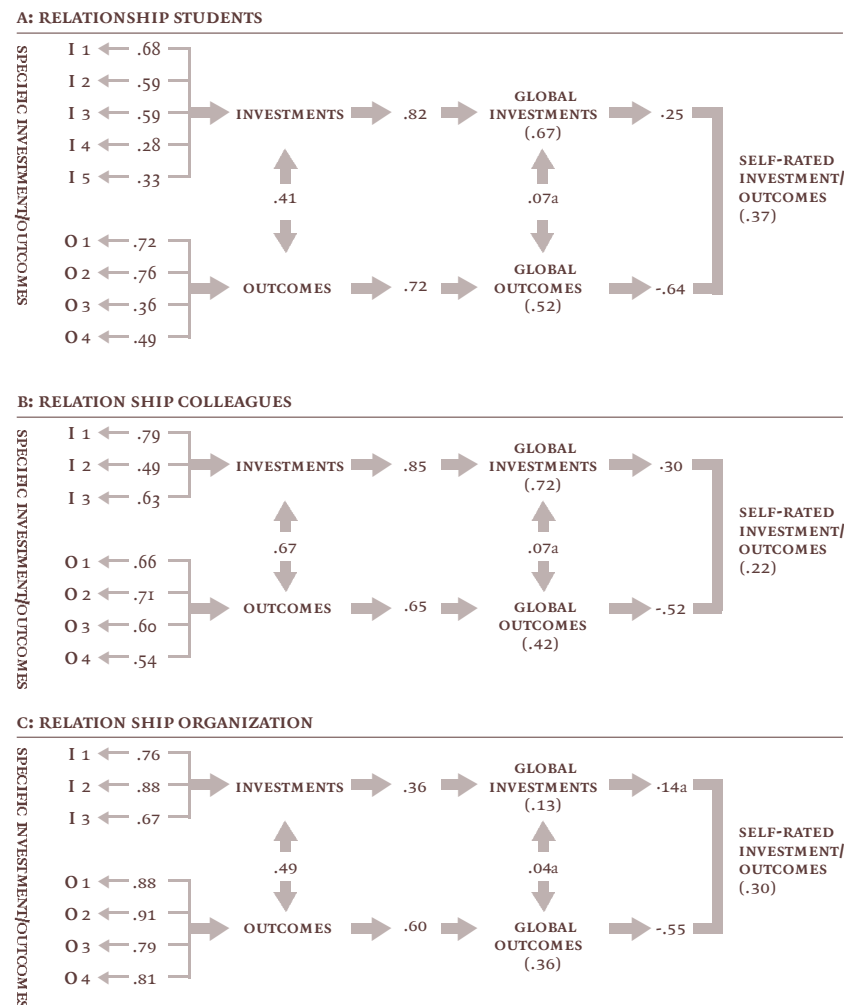 A: RELATIONSHIP STUDENTS
SPECIFIC INVESTMENT/OUTCOMES
I 1 .68
I 2 .59
I 3 .59
I 4 .28
I 5 .33
INVESTMENTS .82
GLOBAL
INVESTMENTS
(.67)
.25
.41
.07a
O 1 .72
O 2 .76
O 3 .36
O 4 .49
OUTCOMES .72
GLOBAL
OUTCOMES
(.52)
-.64
SELF-RATED
INVESTMENT/
OUTCOMES
(.37)
B: RELATION SHIP COLLEAGUES
SPECIFIC INVESTMENT/OUTCOMES
I 1 .79
I 2 .49
I 3 .63
INVESTMENTS .85
GLOBAL
INVESTMENTS
(.72)
.30
.67
.07a
O 1 .66
O 2 .71
O 3 .60
O 4 .54
OUTCOMES .65
GLOBAL
OUTCOMES
(.42)
-.52
SELF-RATED
INVESTMENT/
OUTCOMES
(.22)
C: RELATION SHIP ORGANIZATION
SPECIFIC INVESTMENT/OUTCOMES
I 1 .76
I 2 .88
I 3 .67
INVESTMENTS .36
GLOBAL
INVESTMENTS
(.13)
.14a
.49
.04a
O 1 .88
O 2 .91
O 3 .79
O 4 .81
OUTCOMES .60
GLOBAL
OUTCOMES
(.36)
-.55
SELF-RATED
INVESTMENT/
OUTCOMES
(.30)